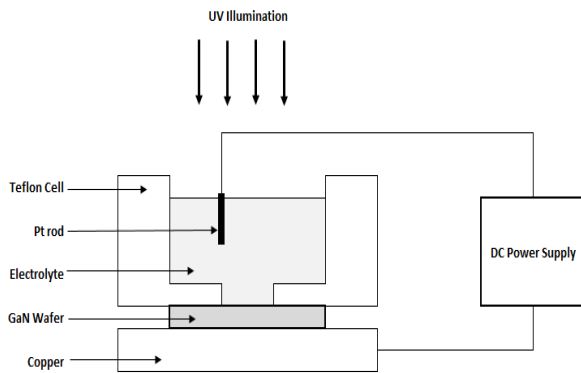 UV Illumination
Teflon Cell
Pt rod
DC Power Supply
Electrolyte
GaN Wafer
Copper